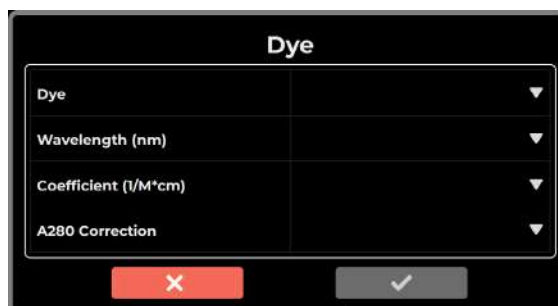 Dye
Dye
Wavelength (nm)
Coefficient (1/M*cm)
A280 Correction